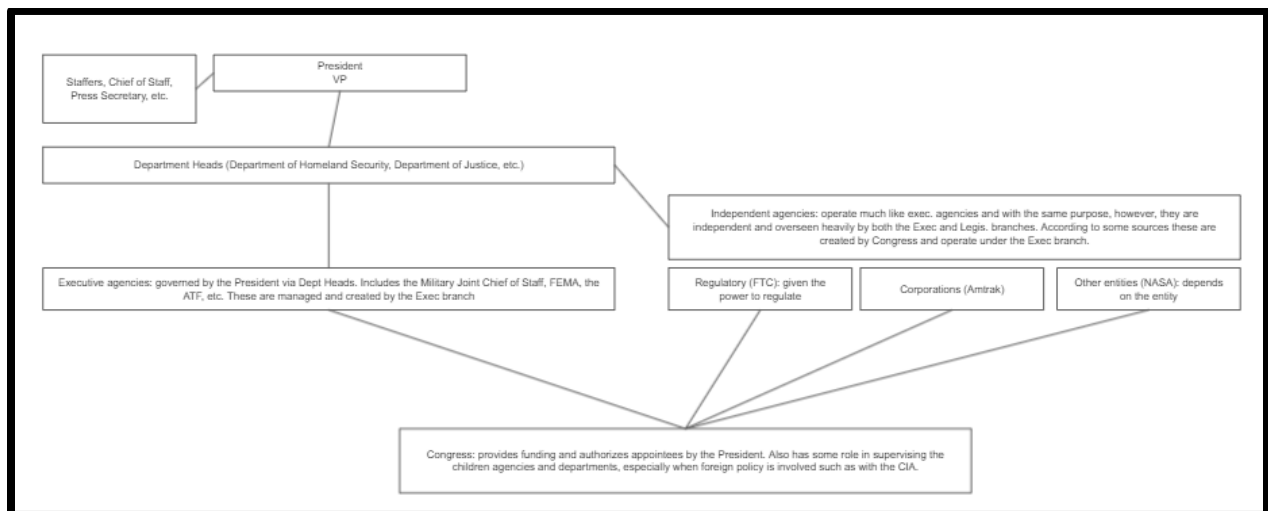 Staffers, Chief of Staff,
Press Secretary, etc.
President
VP
Department Heads (Department of Homeland Security, Department of Justice, etc.)
Independent agencies: operate much like exec. agencies and with the same purpose, however, they are
independent and overseen heavily by both the Exec and Legis. branches. According to some sources these are
created by Congress and operate under the Exec branch.
Executive agencies: governed by the President via Dept Heads. Includes the Military Joint Chief of Staff, FEMA, the
ATF, etc. These are managed and created by the Exec branch
Regulatory (FTC): given the
power to regulate
Corporations (Amtrak)
Other entities (NASA): depends
on the entity
Congress: provides funding and authorizes appointees by the President. Also has some role in supervising the
children agencies and departments, especially when foreign policy is involved such as with the CIA.